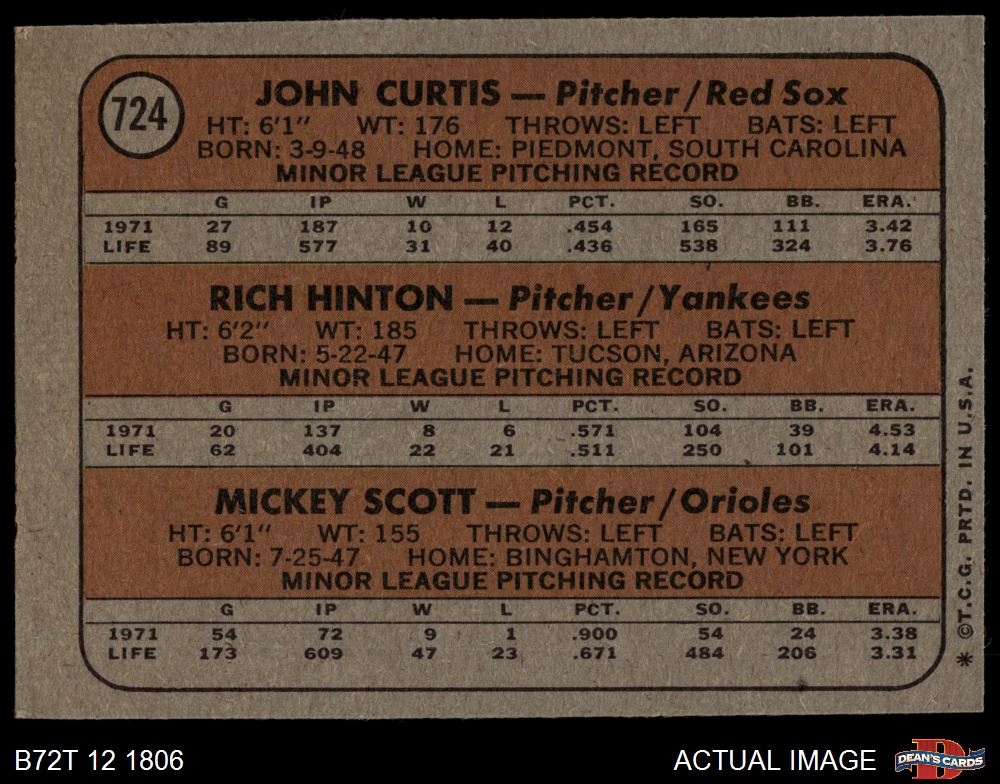 724
JOHN CURTIS — Pitcher/Red Sox
HT: 6'1" WT: 176 THROWS: LEFT BATS: LEFT
BORN: 3-9-48 HOME: PIEDMONT, SOUTH CAROLINA
MINOR LEAGUE PITCHING RECORD
G IP W L PCT. SO. BB. ERA.
1971 27 187 10 12 .454 165 111 3.42
LIFE 89 577 31 40 .436 538 324 3.76
RICH HINTON — Pitcher/Yankees
HT: 6'2" WT: 185 THROWS: LEFT BATS: LEFT
BORN: 5-22-47 HOME: TUCSON, ARIZONA
MINOR LEAGUE PITCHING RECORD
G IP W L PCT. SO. BB. ERA.
1971 20 137 8 6 .571 104 39 4.53
LIFE 62 404 22 21 .511 250 101 4.14
MICKEY SCOTT — Pitcher/Orioles
HT: 6'1" WT: 155 THROWS: LEFT BATS: LEFT
BORN: 7-25-47 HOME: BINGHAMTON, NEW YORK
MINOR LEAGUE PITCHING RECORD
G IP W L PCT. SO. BB. ERA.
1971 54 72 9 1 .900 54 24 3.38
LIFE 173 609 47 23 .671 484 206 3.31
* ©T.C.G. PRTD. IN U.S.A.
B72T 12 1806
ACTUAL IMAGE
D
DEAN'S CARDS